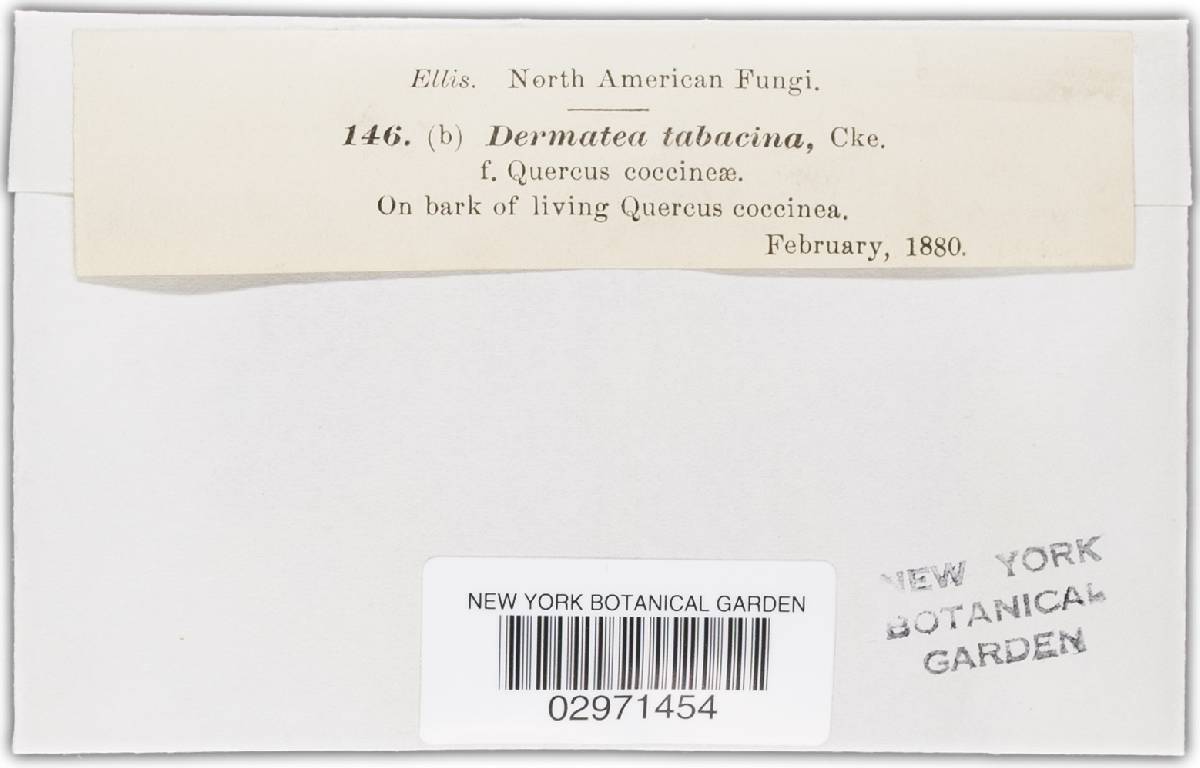 Ellis. North American Fungi.
146. (b) Dermatea tabacina, Cke.
f. Quercus coccineæ.
On bark of living Quercus coccinea.
February, 1880.
NEW YORK BOTANICAL GARDEN
02971454
NEW YORK
BOTANICAL
GARDEN